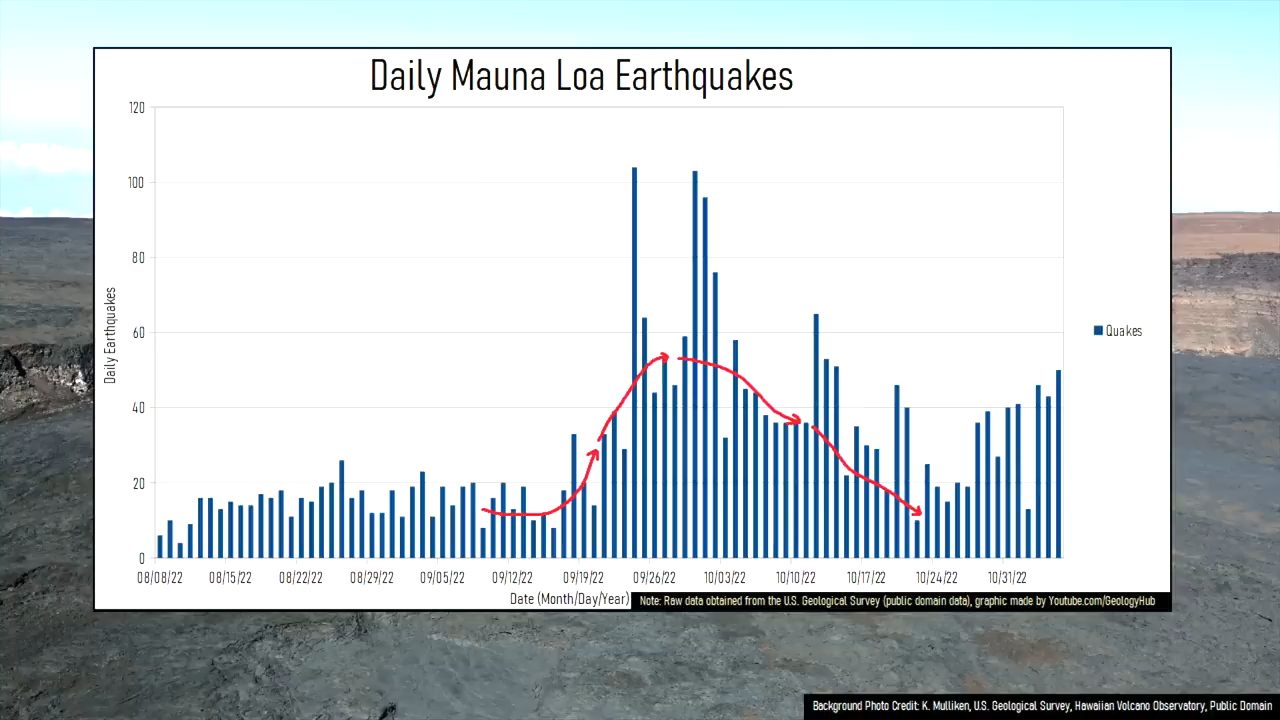 Daily Mauna Loa Earthquakes
120
100
80
60
40
20
0
Daily Earthquakes
Quakes
08/08/22 08/15/22 08/22/22 08/29/22 09/05/22 09/12/22 09/19/22 09/26/22 10/03/22 10/10/22 10/17/22 10/24/22 10/31/22
Date (Month/Day/Year)
Note: Raw data obtained from the U.S. Geological Survey (public domain data), graphic made by Youtube.com/GeologyHub
Background Photo Credit: K. Mulliken, U.S. Geological Survey, Hawaiian Volcano Observatory, Public Domain